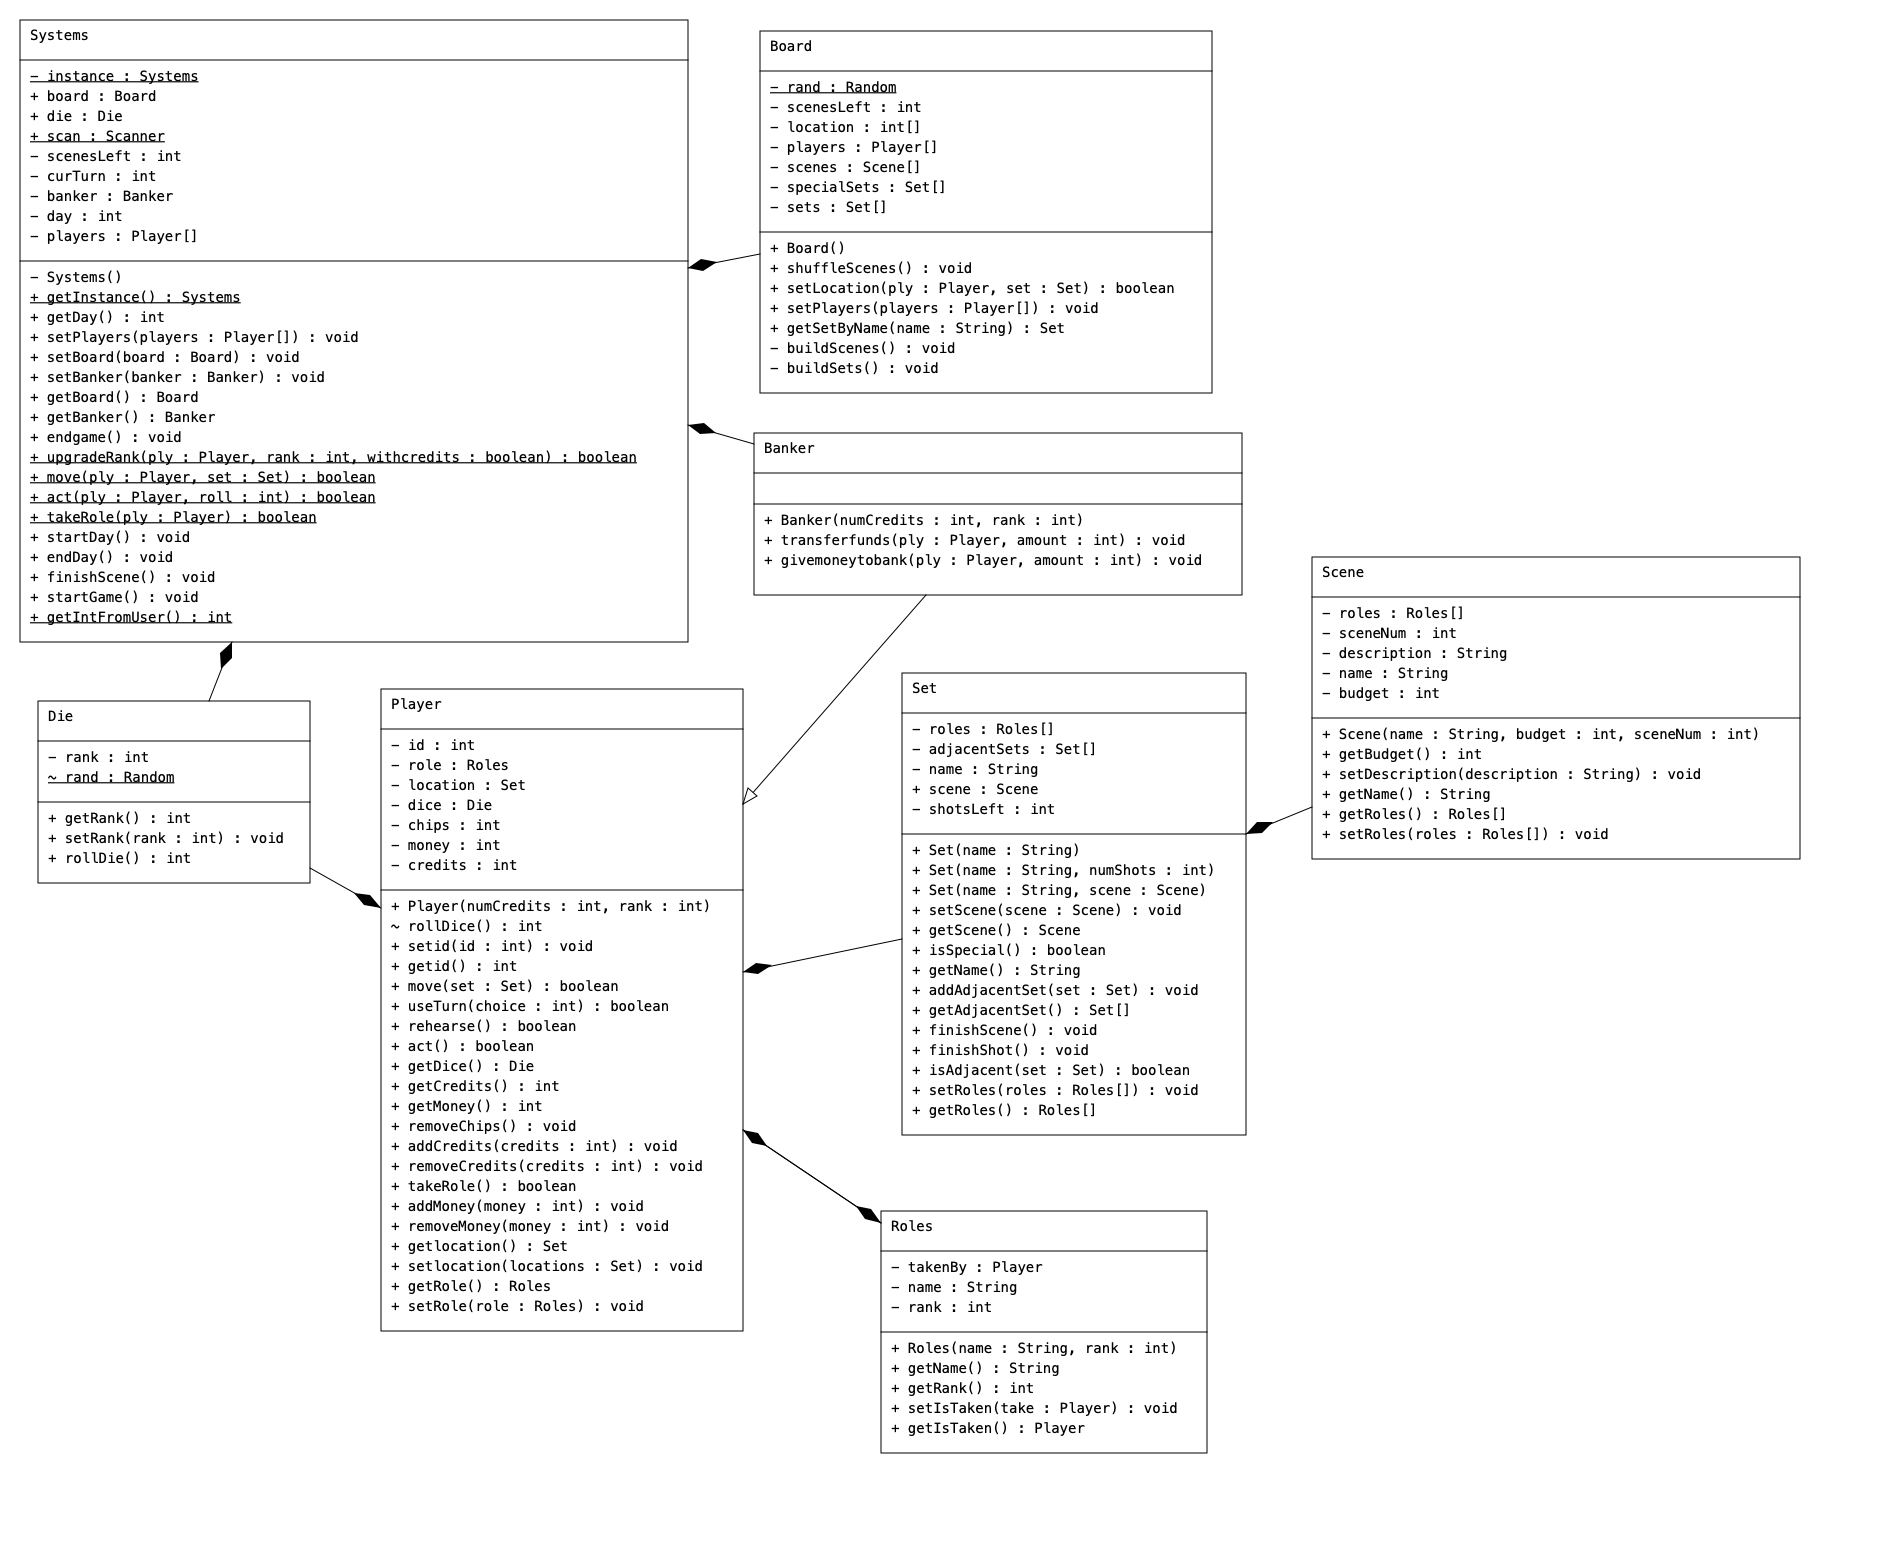 Systems
− instance : Systems
+ board : Board
+ die : Die
+ scan : Scanner
− scenesLeft : int
− curTurn : int
− banker : Banker
− day : int
− players : Player[]
− Systems()
+ getInstance() : Systems
+ getDay() : int
+ setPlayers(players : Player[]) : void
+ setBoard(board : Board) : void
+ setBanker(banker : Banker) : void
+ getBoard() : Board
+ getBanker() : Banker
+ endgame() : void
+ upgradeRank(ply : Player, rank : int, withcredits : boolean) : boolean
+ move(ply : Player, set : Set) : boolean
+ act(ply : Player, roll : int) : boolean
+ takeRole(ply : Player) : boolean
+ startDay() : void
+ endDay() : void
+ finishScene() : void
+ startGame() : void
+ getIntFromUser() : int
Board
− rand : Random
− scenesLeft : int
− location : int[]
− players : Player[]
− scenes : Scene[]
− specialSets : Set[]
− sets : Set[]
+ Board()
+ shuffleScenes() : void
+ setLocation(ply : Player, set : Set) : boolean
+ setPlayers(players : Player[]) : void
+ getSetByName(name : String) : Set
− buildScenes() : void
− buildSets() : void
Banker
+ Banker(numCredits : int, rank : int)
+ transferfunds(ply : Player, amount : int) : void
+ givemoneytobank(ply : Player, amount : int) : void
Scene
− roles : Roles[]
− sceneNum : int
− description : String
− name : String
− budget : int
+ Scene(name : String, budget : int, sceneNum : int)
+ getBudget() : int
+ setDescription(description : String) : void
+ getName() : String
+ getRoles() : Roles[]
+ setRoles(roles : Roles[]) : void
Die
− rank : int
~ rand : Random
+ getRank() : int
+ setRank(rank : int) : void
+ rollDie() : int
Player
− id : int
− role : Roles
− location : Set
− dice : Die
− chips : int
− money : int
− credits : int
+ Player(numCredits : int, rank : int)
~ rollDice() : int
+ setid(id : int) : void
+ getid() : int
+ move(set : Set) : boolean
+ useTurn(choice : int) : boolean
+ rehearse() : boolean
+ act() : boolean
+ getDice() : Die
+ getCredits() : int
+ getMoney() : int
+ removeChips() : void
+ addCredits(credits : int) : void
+ removeCredits(credits : int) : void
+ takeRole() : boolean
+ addMoney(money : int) : void
+ removeMoney(money : int) : void
+ getlocation() : Set
+ setlocation(locations : Set) : void
+ getRole() : Roles
+ setRole(role : Roles) : void
Set
− roles : Roles[]
− adjacentSets : Set[]
− name : String
+ scene : Scene
− shotsLeft : int
+ Set(name : String)
+ Set(name : String, numShots : int)
+ Set(name : String, scene : Scene)
+ setScene(scene : Scene) : void
+ getScene() : Scene
+ isSpecial() : boolean
+ getName() : String
+ addAdjacentSet(set : Set) : void
+ getAdjacentSet() : Set[]
+ finishScene() : void
+ finishShot() : void
+ isAdjacent(set : Set) : boolean
+ setRoles(roles : Roles[]) : void
+ getRoles() : Roles[]
Roles
− takenBy : Player
− name : String
− rank : int
+ Roles(name : String, rank : int)
+ getName() : String
+ getRank() : int
+ setIsTaken(take : Player) : void
+ getIsTaken() : Player